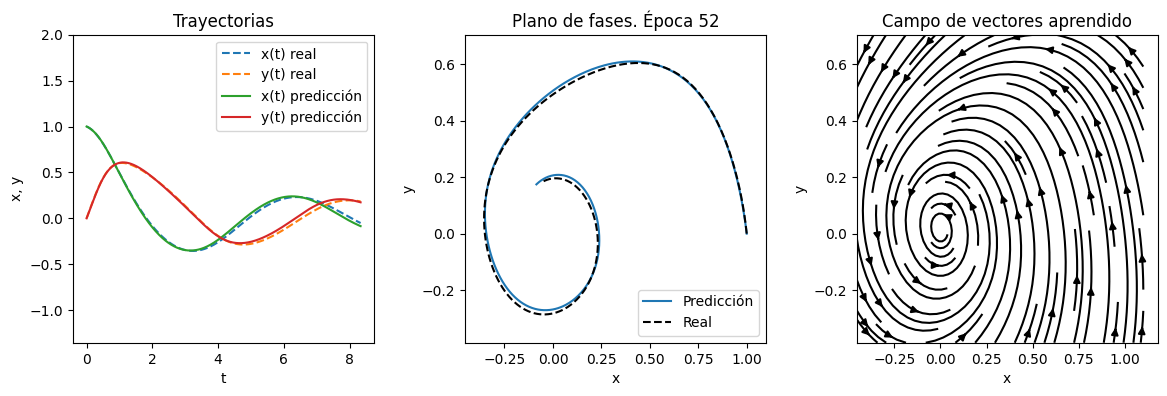 Trayectorias
2.0
1.5
1.0
0.5
0.0
−0.5
−1.0
x, y
0
2
4
6
8
t
x(t) real
y(t) real
x(t) predicción
y(t) predicción
Plano de fases. Época 52
0.6
0.4
0.2
0.0
−0.2
y
−0.25
0.00
0.25
0.50
0.75
1.00
x
Predicción
Real
Campo de vectores aprendido
0.6
0.4
0.2
0.0
−0.2
y
−0.25
0.00
0.25
0.50
0.75
1.00
x